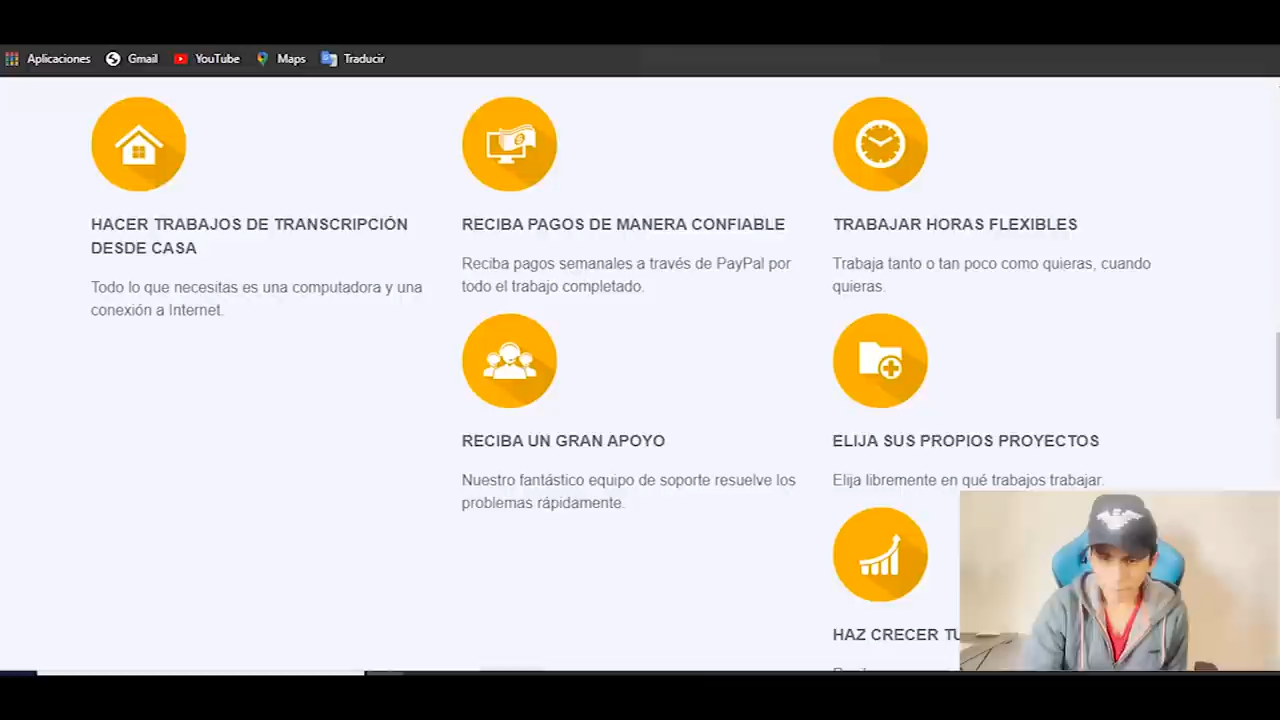 Aplicaciones Gmail YouTube Maps Traducir
HACER TRABAJOS DE TRANSCRIPCIÓN
DESDE CASA
Todo lo que necesitas es una computadora y una
conexión a Internet.
RECIBA PAGOS DE MANERA CONFIABLE
Reciba pagos semanales a través de PayPal por
todo el trabajo completado.
TRABAJAR HORAS FLEXIBLES
Trabaja tanto o tan poco como quieras, cuando
quieras.
RECIBA UN GRAN APOYO
Nuestro fantástico equipo de soporte resuelve los
problemas rápidamente.
ELIJA SUS PROPIOS PROYECTOS
Elija libremente en qué trabajos trabajar.
HAZ CRECER